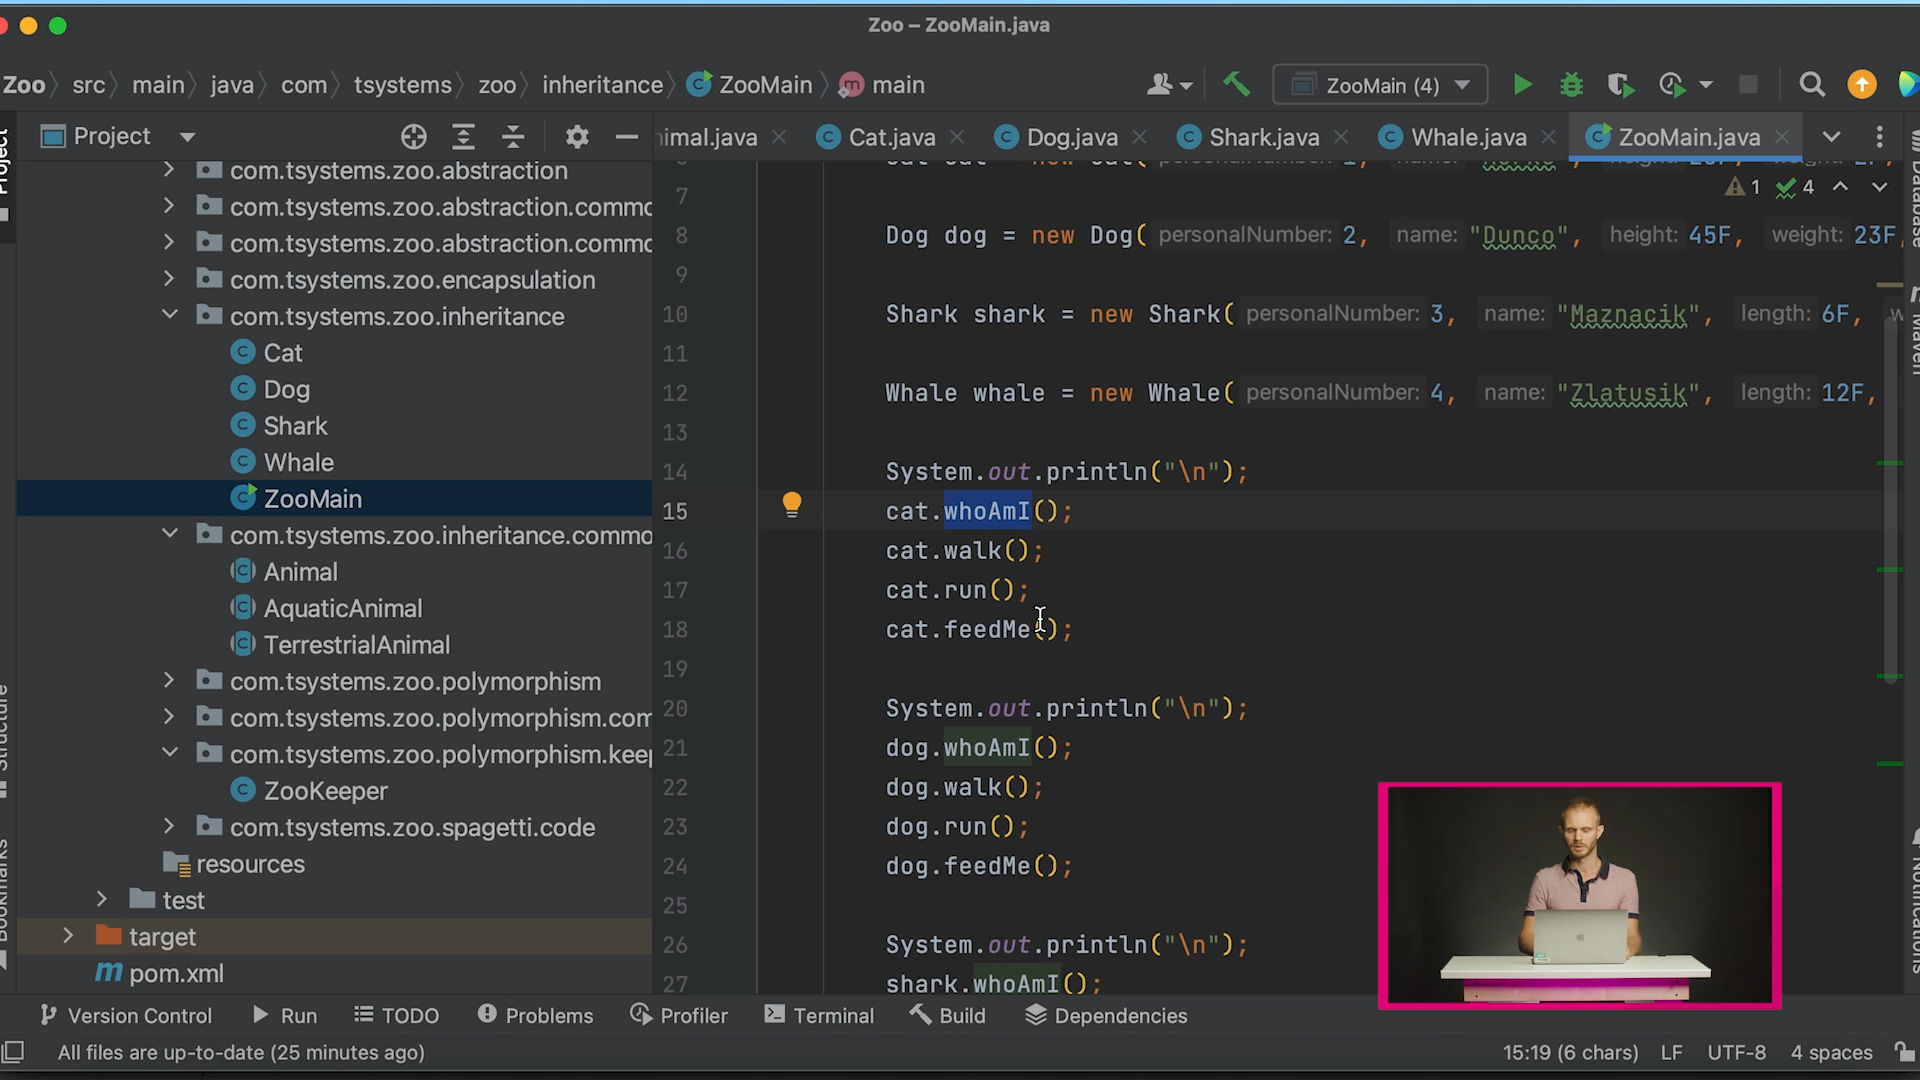 Zoo – ZooMain.java
Zoo src main java com tsystems zoo inheritance ZooMain main
ZooMain (4)
Project
Project
imal.java Cat.java Dog.java Shark.java Whale.java ZooMain.java
1 4
com.tsystems.zoo.abstraction
com.tsystems.zoo.abstraction.commo
com.tsystems.zoo.abstraction.commo
com.tsystems.zoo.encapsulation
com.tsystems.zoo.inheritance
Cat
Dog
Shark
Whale
ZooMain
com.tsystems.zoo.inheritance.commo
Animal
AquaticAnimal
TerrestrialAnimal
com.tsystems.zoo.polymorphism
com.tsystems.zoo.polymorphism.com
com.tsystems.zoo.polymorphism.keep
ZooKeeper
com.tsystems.zoo.spagetti.code
resources
test
target
pom.xml
7
8 Dog dog = new Dog( personalNumber: 2, name: "Dunco", height: 45F, weight: 23F,
9
10 Shark shark = new Shark( personalNumber: 3, name: "Maznacik", length: 6F, w
11
12 Whale whale = new Whale( personalNumber: 4, name: "Zlatusik", length: 12F,
13
14 System.out.println("\n");
15 cat.whoAmI();
16 cat.walk();
17 cat.run();
18 cat.feedMe();
19
20 System.out.println("\n");
21 dog.whoAmI();
22 dog.walk();
23 dog.run();
24 dog.feedMe();
25
26 System.out.println("\n");
27 shark.whoAmI();
Structure
Bookmarks
Database
Maven
Notifications
Version Control Run TODO Problems Profiler Terminal Build Dependencies
All files are up-to-date (25 minutes ago)
15:19 (6 chars) LF UTF-8 4 spaces